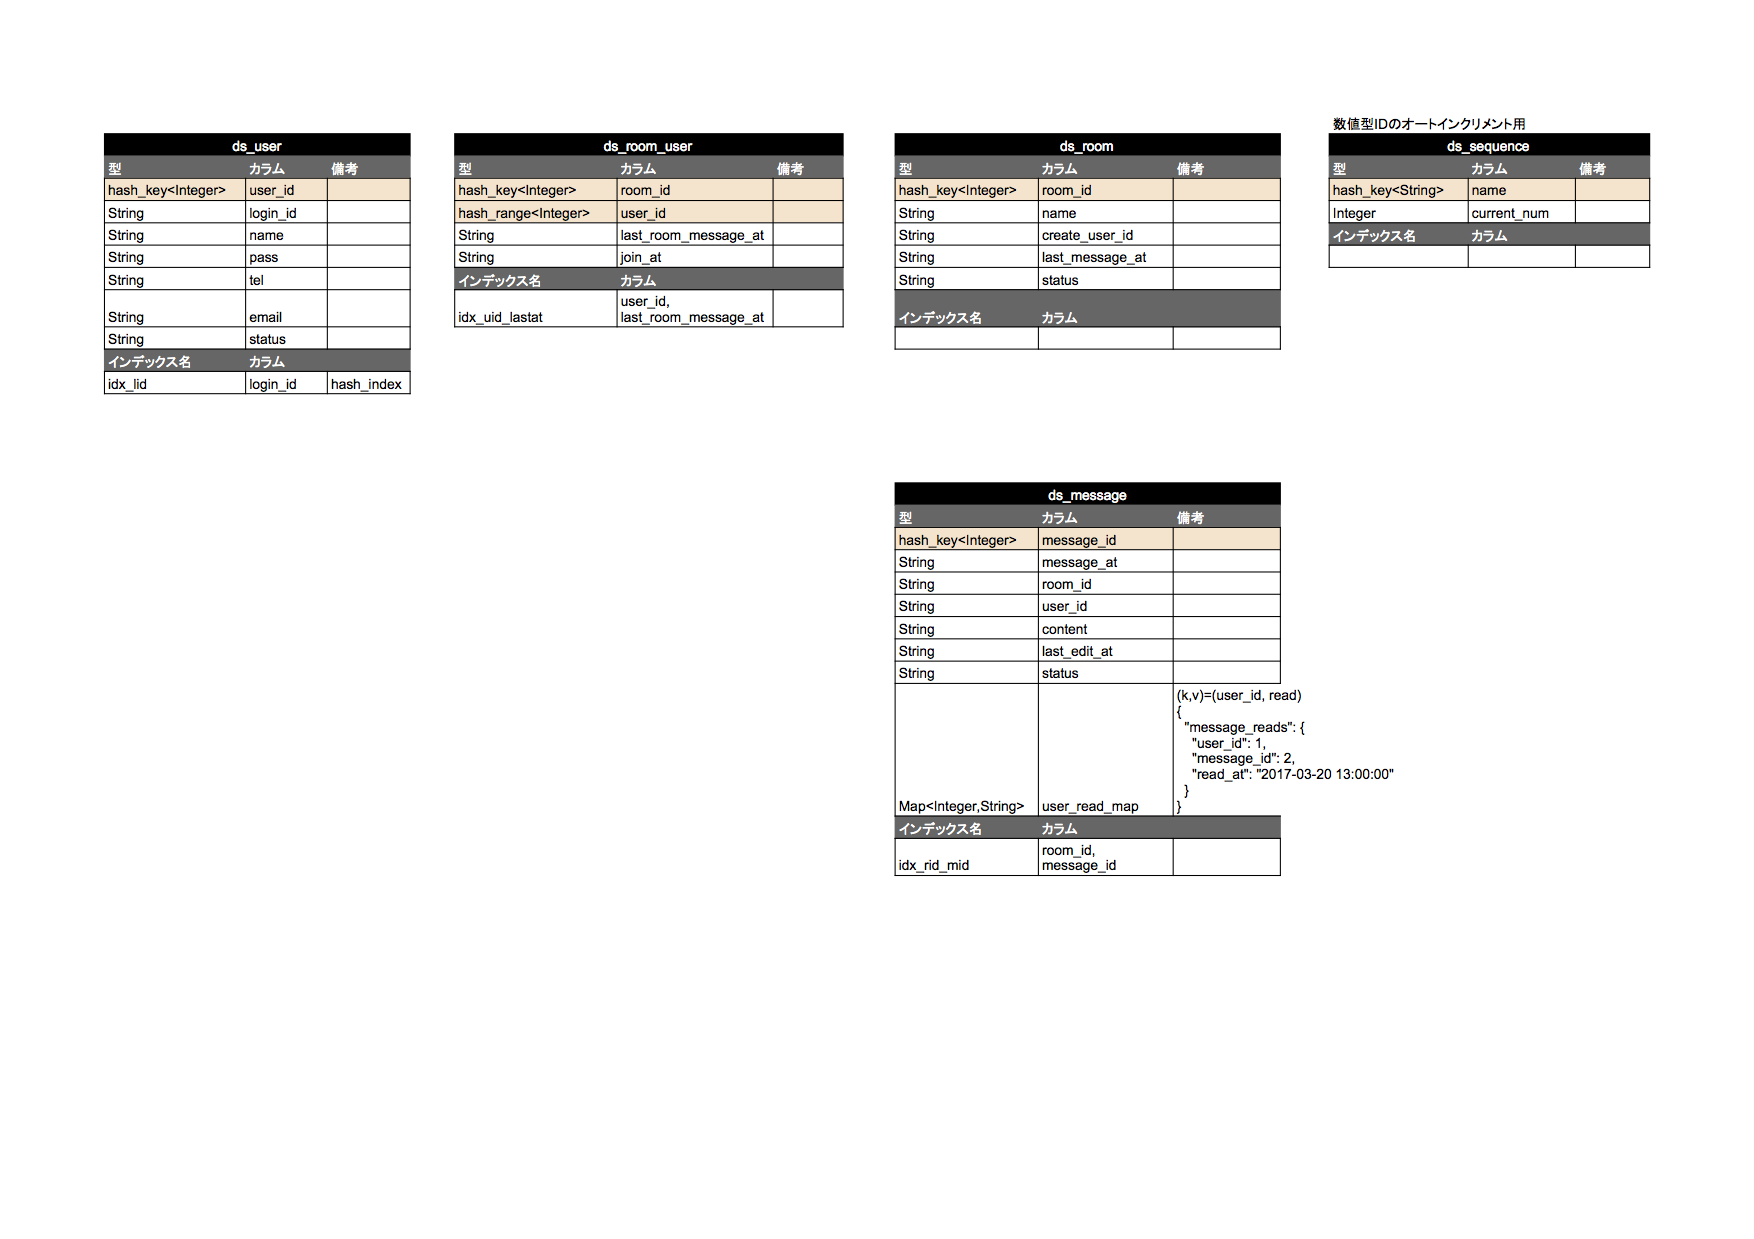 ds_user
型 カラム 備考
hash_key<Integer> user_id
String login_id
String name
String pass
String tel
String email
String status
インデックス名 カラム
idx_lid login_id hash_index
ds_room_user
型 カラム 備考
hash_key<Integer> room_id
hash_range<Integer> user_id
String last_room_message_at
String join_at
インデックス名 カラム
user_id,
idx_uid_lastat last_room_message_at
ds_room
型 カラム 備考
hash_key<Integer> room_id
String name
String create_user_id
String last_message_at
String status
インデックス名 カラム
数値型IDのオートインクリメント用
ds_sequence
型 カラム 備考
hash_key<String> name
Integer current_num
インデックス名 カラム
ds_message
型 カラム 備考
hash_key<Integer> message_id
String message_at
String room_id
String user_id
String content
String last_edit_at
String status
(k,v)=(user_id, read)
{
"message_reads": {
"user_id": 1,
"message_id": 2,
"read_at": "2017-03-20 13:00:00"
}
Map<Integer,String> user_read_map }
インデックス名 カラム
room_id,
idx_rid_mid message_id